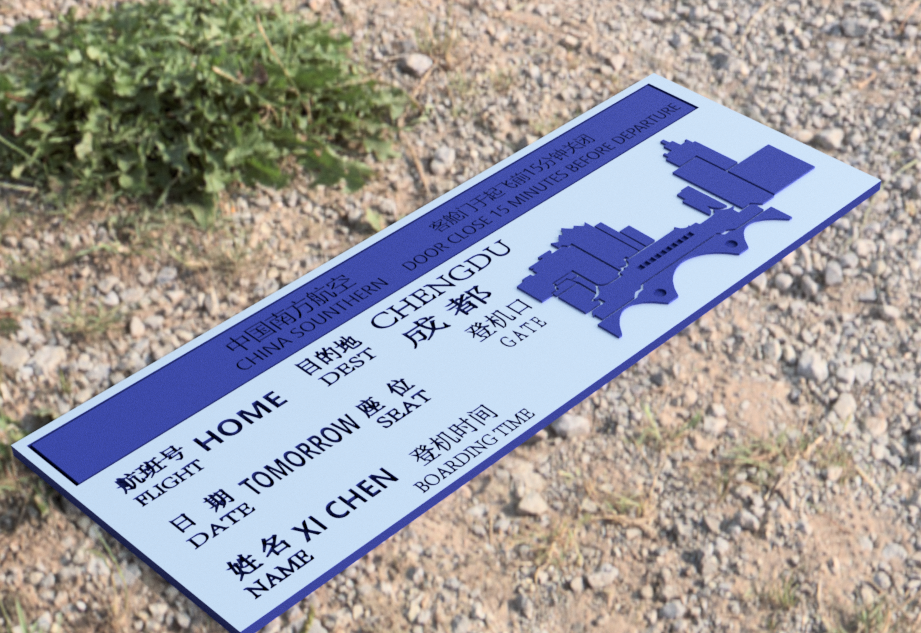 中国南方航空
CHINA SOUNTHERN
客舱门于起飞前15分钟关闭
DOOR CLOSE 15 MINUTES BEFORE DEPARTURE
航班号 HOME
FLIGHT
目的地 CHENGDU
DEST 成都
日期 TOMORROW
DATE
座位
SEAT
登机口
GATE
姓名 XI CHEN
NAME
登机时间
BOARDING TIME